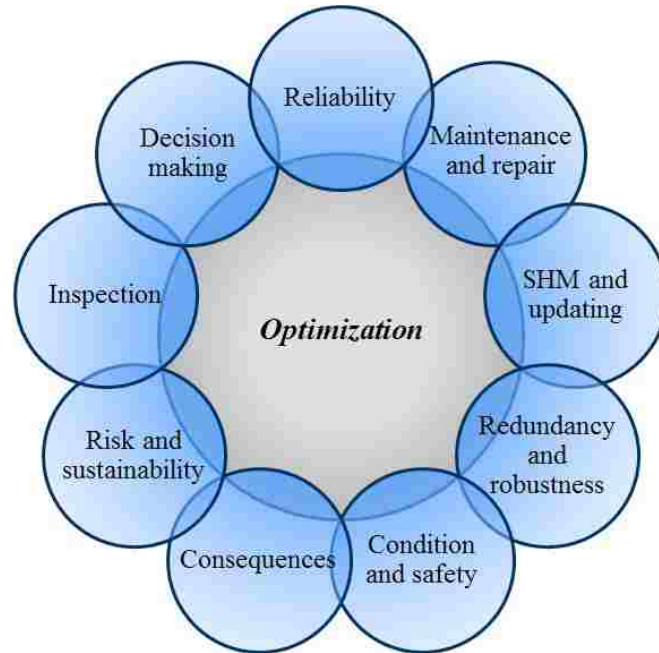 Reliability
Maintenance
and repair
SHM and
updating
Redundancy
and
robustness
Condition
and safety
Consequences
Risk and
sustainability
Inspection
Decision
making
Optimization